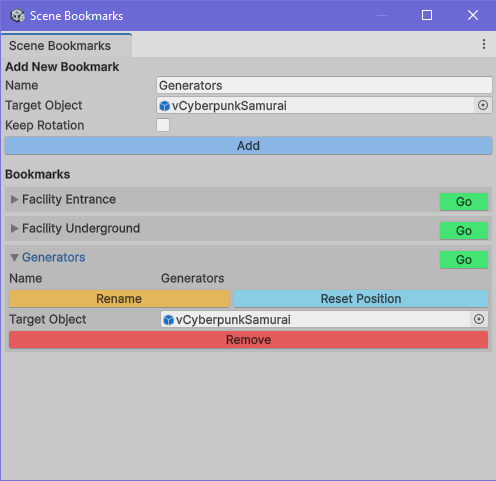 Scene Bookmarks
Scene Bookmarks
Add New Bookmark
Name Generators
Target Object vCyberpunkSamurai
Keep Rotation
Add
Bookmarks
Facility Entrance Go
Facility Underground Go
Generators Go
Name Generators
Rename Reset Position
Target Object vCyberpunkSamurai
Remove